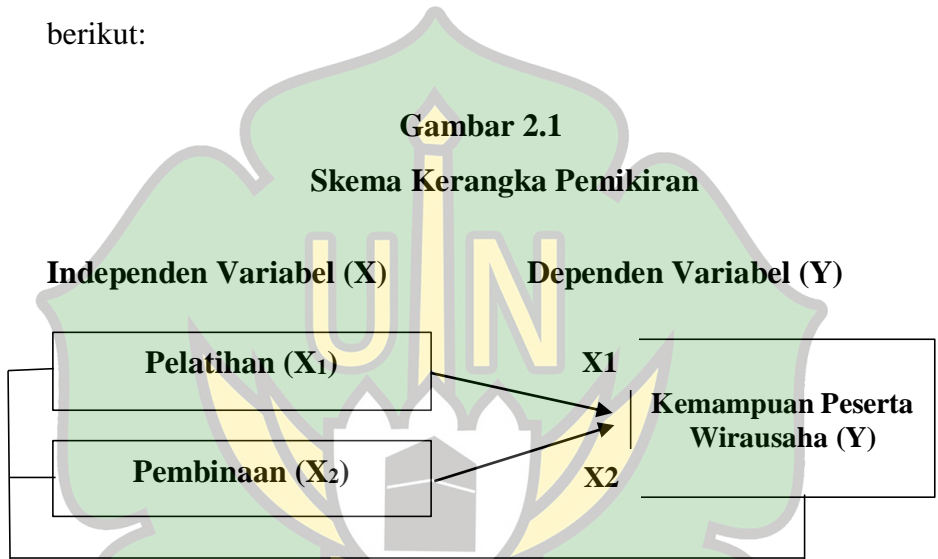 berikut:
Gambar 2.1
Skema Kerangka Pemikiran
Independen Variabel (X) Dependen Variabel (Y)
Pelatihan (X₁)
X1
Kemampuan Peserta
Wirausaha (Y)
Pembinaan (X₂)
X2
UIN